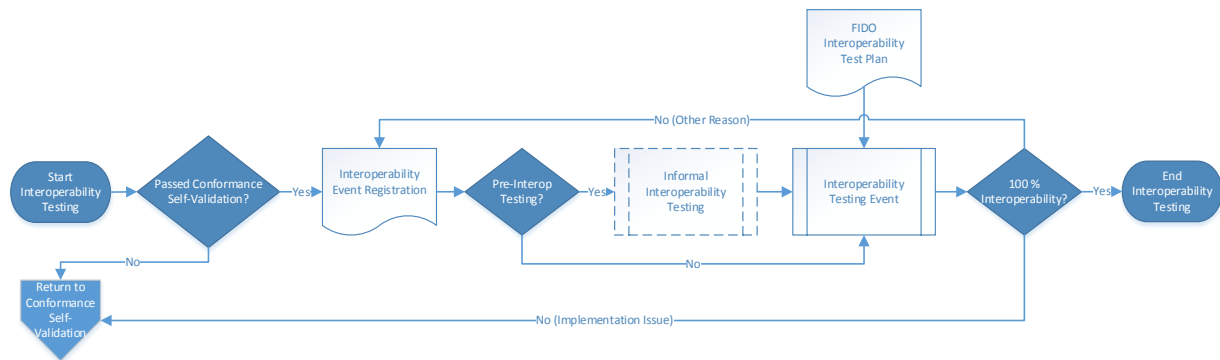 FIDO
Interoperability
Test Plan
No (Other Reason)
Start
Interoperability
Testing
Passed Conformance
Self-Validation?
Yes
Interoperability
Event Registration
Pre-Interop
Testing?
Yes
Informal
Interoperability
Testing
Interoperability
Testing Event
100 %
Interoperability?
Yes
End
Interoperability
Testing
No
No
Return to
Conformance
Self-
Validation
No (Implementation Issue)